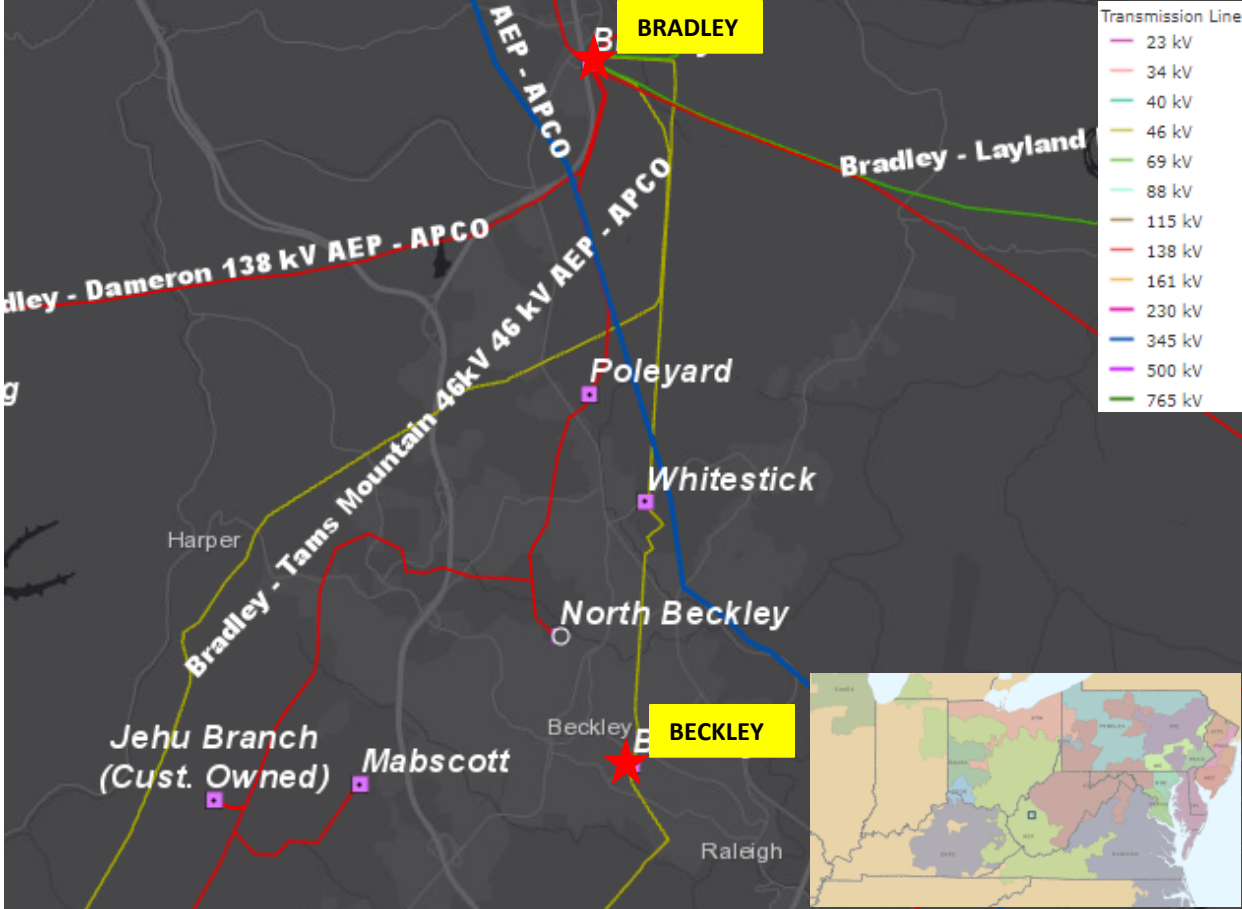 BRADLEY
AEP - APCO
Bradley - Layland
dley - Dameron 138 kV AEP - APCO
Bradley - Tams Mountain 46kV 46 kV AEP - APCO
Poleyard
g
Whitestick
Harper
North Beckley
Beckley
BECKLEY
Jehu Branch
(Cust. Owned)
Mabscott
Raleigh
Transmission Line
23 kV
34 kV
40 kV
46 kV
69 kV
88 kV
115 kV
138 kV
161 kV
230 kV
345 kV
500 kV
765 kV